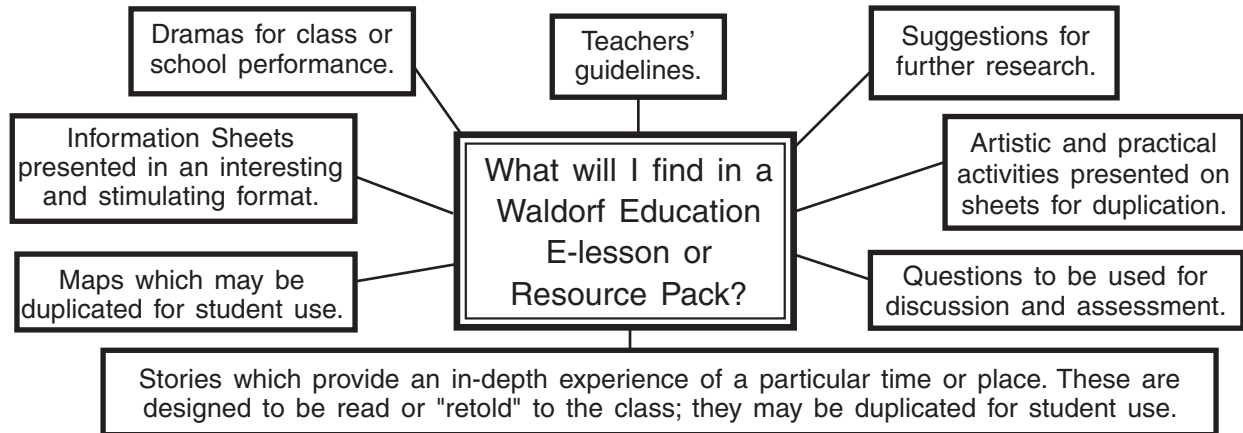 Dramas for class or
school performance.
Teachers’
guidelines.
Suggestions for
further research.
Information Sheets
presented in an interesting
and stimulating format.
What will I find in a
Waldorf Education
E-lesson or
Resource Pack?
Artistic and practical
activities presented on
sheets for duplication.
Maps which may be
duplicated for student use.
Questions to be used for
discussion and assessment.
Stories which provide an in-depth experience of a particular time or place. These are
designed to be read or "retold" to the class; they may be duplicated for student use.